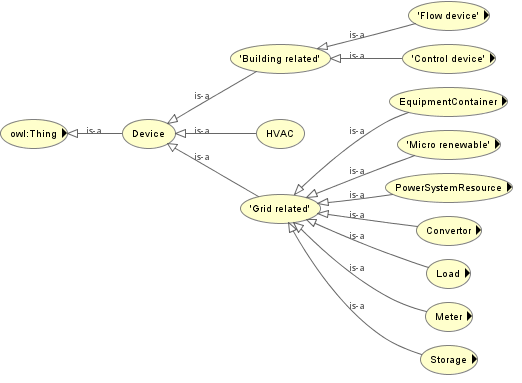 'Flow device'
is-a
'Building related'
is-a
'Control device'
is-a
EquipmentContainer
is-a
owl:Thing
is-a
Device
is-a
HVAC
is-a
'Micro renewable'
is-a
is-a
PowerSystemResource
is-a
'Grid related'
is-a
Convertor
is-a
Load
is-a
Meter
is-a
Storage